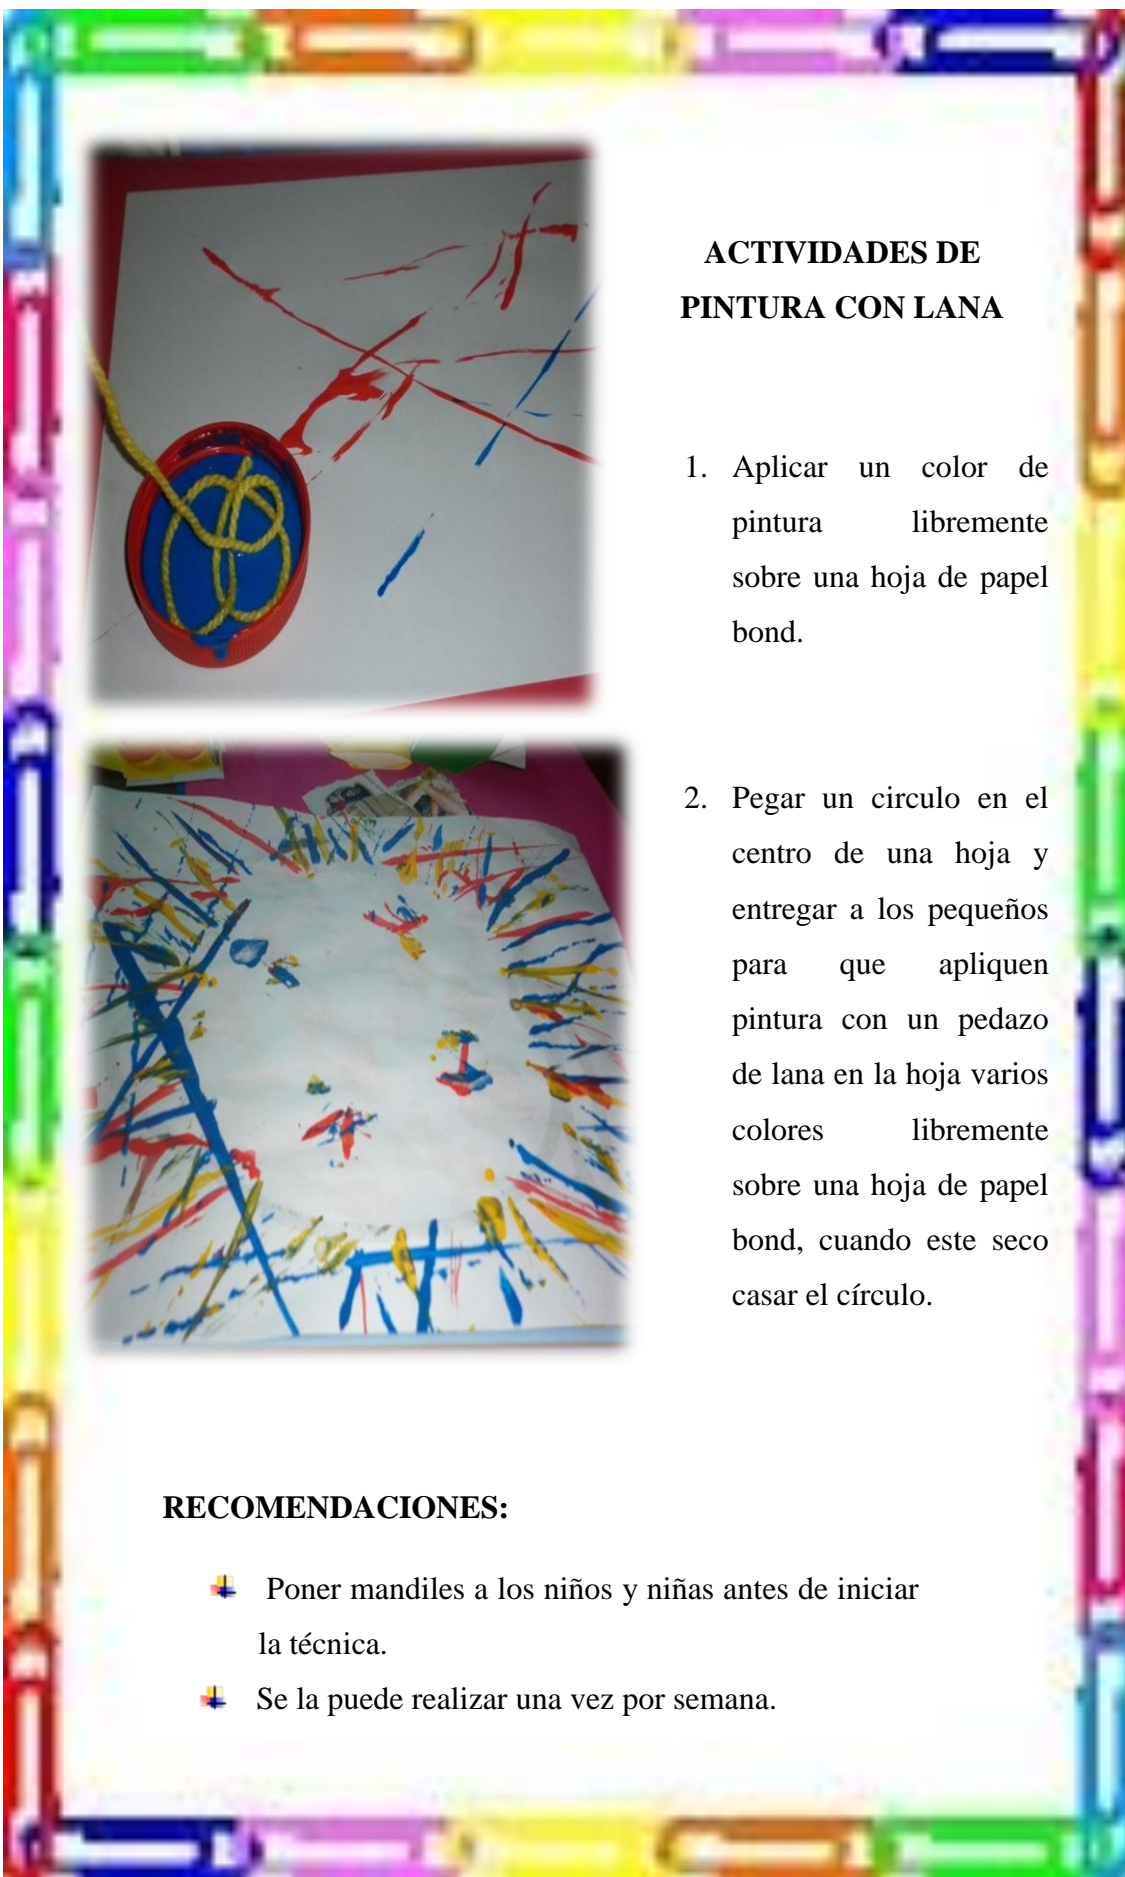 ACTIVIDADES DE
PINTURA CON LANA
1. Aplicar un color de
pintura libremente
sobre una hoja de papel
bond.
2. Pegar un circulo en el
centro de una hoja y
entregar a los pequeños
para que apliquen
pintura con un pedazo
de lana en la hoja varios
colores libremente
sobre una hoja de papel
bond, cuando este seco
casar el círculo.
RECOMENDACIONES:
Poner mandiles a los niños y niñas antes de iniciar
la técnica.
Se la puede realizar una vez por semana.